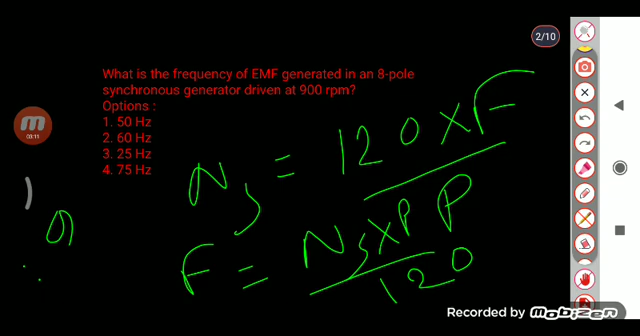 2/10
What is the frequency of EMF generated in an 8-pole
synchronous generator driven at 900 rpm?
Options :
1. 50 Hz
2. 60 Hz
3. 25 Hz
4. 75 Hz
m
03:15
Ns = 120 X F / P
F = Ns X P / 120
Recorded by mobizen